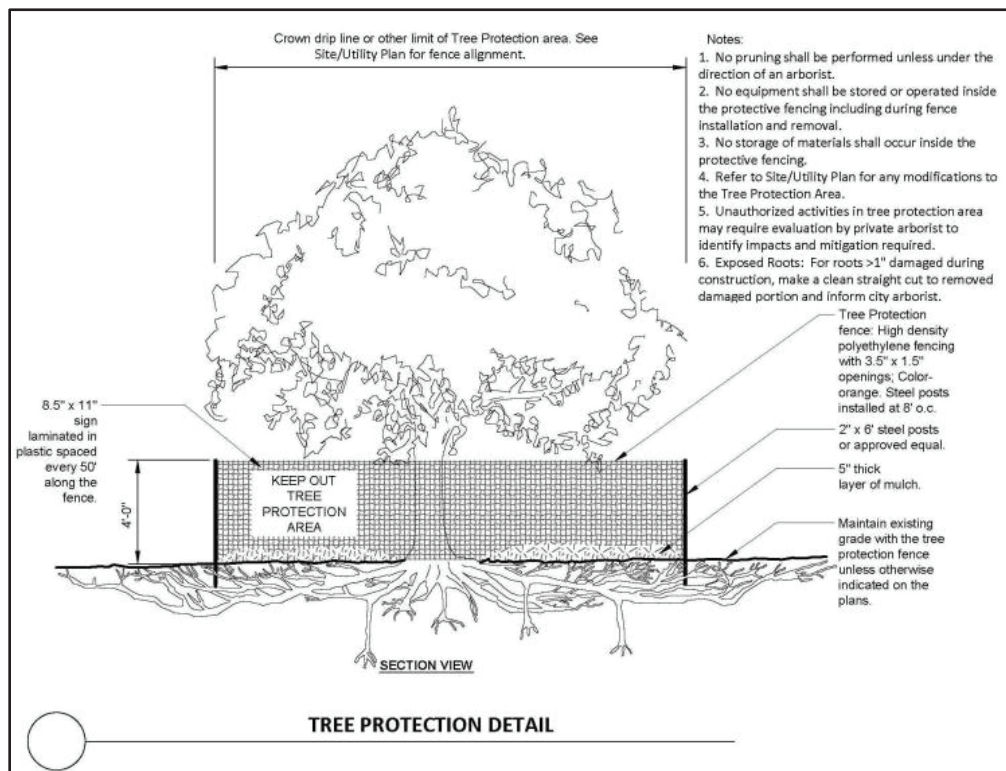 Crown drip line or other limit of Tree Protection area. See
Site/Utility Plan for fence alignment.
Notes:
1. No pruning shall be performed unless under the
direction of an arborist.
2. No equipment shall be stored or operated inside
the protective fencing including during fence
installation and removal.
3. No storage of materials shall occur inside the
protective fencing.
4. Refer to Site/Utility Plan for any modifications to
the Tree Protection Area.
5. Unauthorized activities in tree protection area
may require evaluation by private arborist to
identify impacts and mitigation required.
6. Exposed Roots: For roots >1" damaged during
construction, make a clean straight cut to removed
damaged portion and inform city arborist.
Tree Protection
fence: High density
polyethylene fencing
with 3.5" x 1.5"
openings; Color-
orange. Steel posts
installed at 8' o.c.
2" x 6' steel posts
or approved equal.
5" thick
layer of mulch.
Maintain existing
grade with the tree
protection fence
unless otherwise
indicated on the
plans.
8.5" x 11"
sign
laminated in
plastic spaced
every 50'
along the
fence.
4'-0"
KEEP OUT
TREE
PROTECTION
AREA
SECTION VIEW
TREE PROTECTION DETAIL